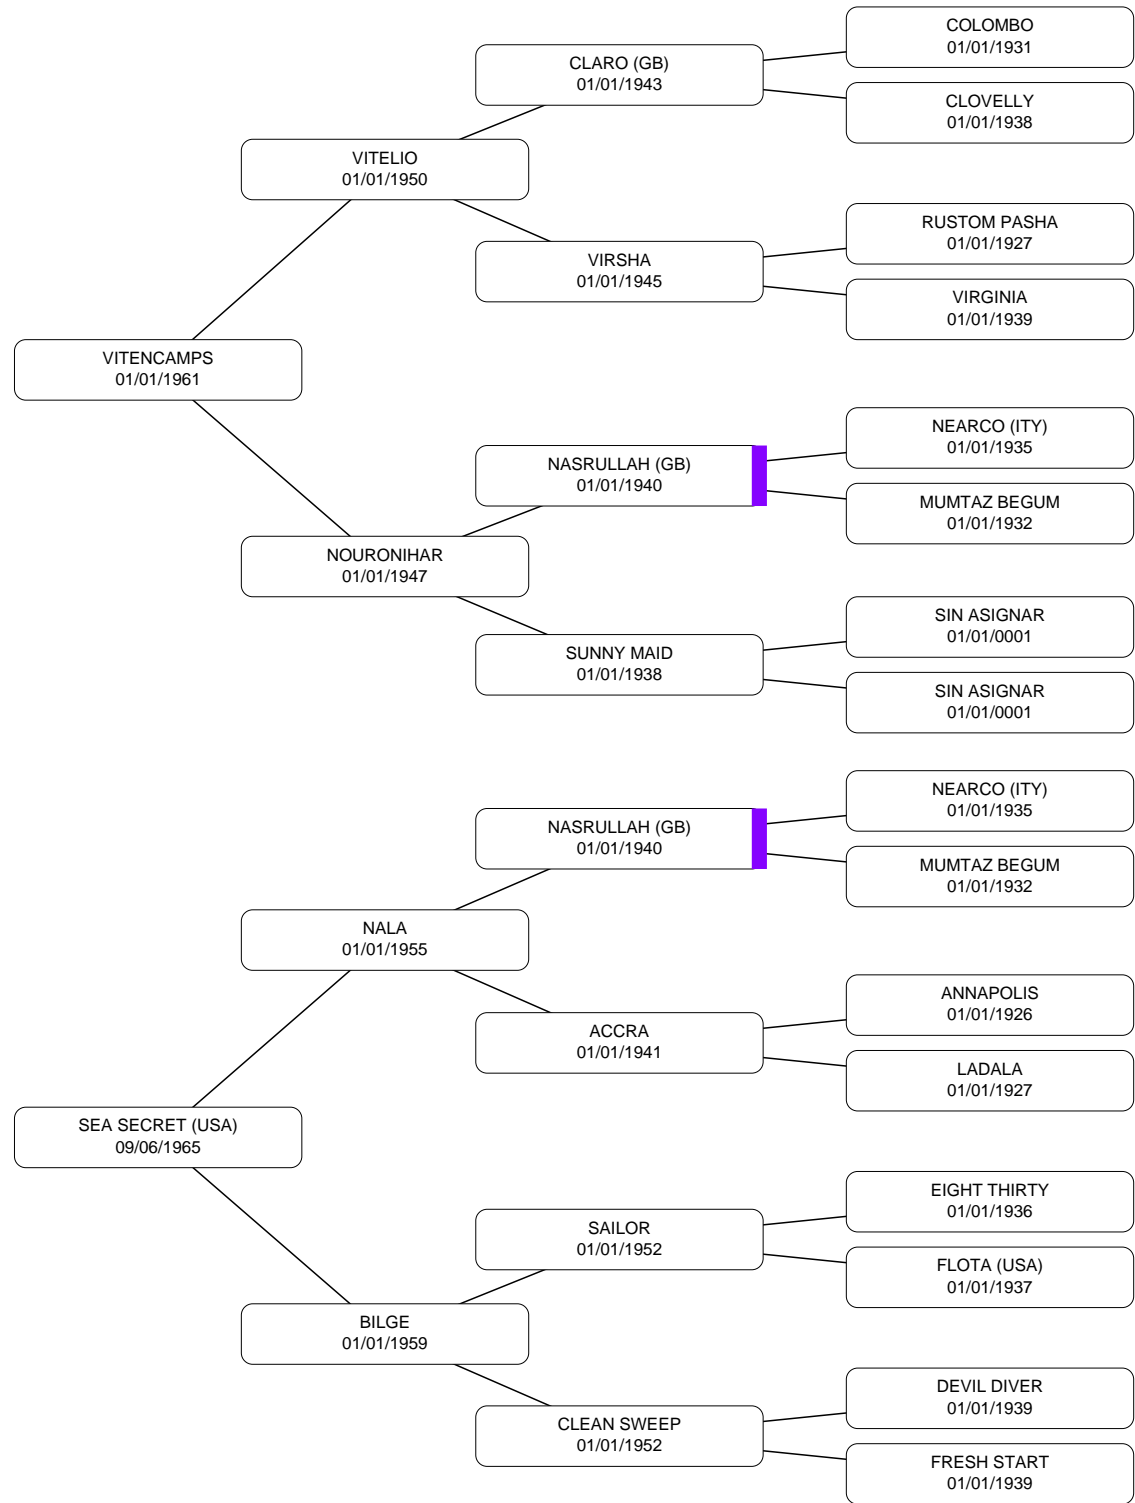 COLOMBO
01/01/1931
CLARO (GB)
01/01/1943
CLOVELLY
01/01/1938
VITELIO
01/01/1950
RUSTOM PASHA
01/01/1927
VIRSHA
01/01/1945
VIRGINIA
01/01/1939
VITENCAMPS
01/01/1961
NEARCO (ITY)
01/01/1935
NASRULLAH (GB)
01/01/1940
MUMTAZ BEGUM
01/01/1932
NOURONIHAR
01/01/1947
SIN ASIGNAR
01/01/0001
SUNNY MAID
01/01/1938
SIN ASIGNAR
01/01/0001
NEARCO (ITY)
01/01/1935
NASRULLAH (GB)
01/01/1940
MUMTAZ BEGUM
01/01/1932
NALA
01/01/1955
ANNAPOLIS
01/01/1926
ACCRA
01/01/1941
LADALA
01/01/1927
SEA SECRET (USA)
09/06/1965
EIGHT THIRTY
01/01/1936
SAILOR
01/01/1952
FLOTA (USA)
01/01/1937
BILGE
01/01/1959
DEVIL DIVER
01/01/1939
CLEAN SWEEP
01/01/1952
FRESH START
01/01/1939